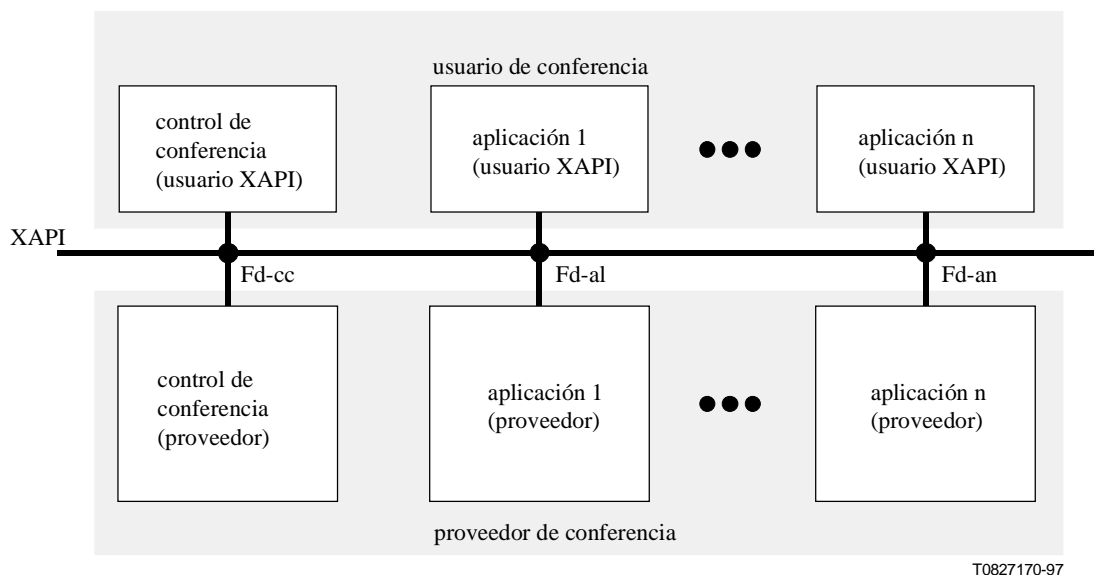 usuario de conferencia
control de
conferencia
(usuario XAPI)
aplicación 1
(usuario XAPI)
aplicación n
(usuario XAPI)
XAPI
Fd-cc
Fd-al
Fd-an
control de
conferencia
(proveedor)
aplicación 1
(proveedor)
aplicación n
(proveedor)
proveedor de conferencia
T0827170-97